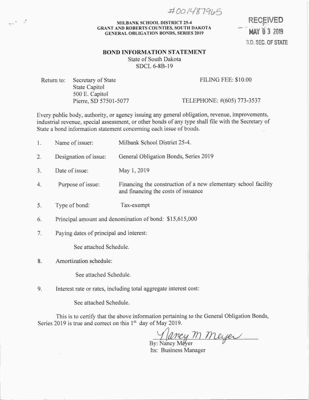 #001487965
MILBANK SCHOOL DISTRICT 25-4
GRANT AND ROBERTS COUNTIES, SOUTH DAKOTA
GENERAL OBLIGATION BONDS, SERIES 2019
RECEIVED
MAY 03 2019
S.D. SEC. OF STATE
BOND INFORMATION STATEMENT
State of South Dakota
SDCL 6-8B-19
Return to: Secretary of State FILING FEE: $10.00
State Capitol
500 E. Capitol
Pierre, SD 57501-5077 TELEPHONE: #(605) 773-3537
Every public body, authority, or agency issuing any general obligation, revenue, improvements,
industrial revenue, special assessment, or other bonds of any type shall file with the Secretary of
State a bond information statement concerning each issue of bonds.
1. Name of issuer: Milbank School District 25-4.
2. Designation of issue: General Obligation Bonds, Series 2019
3. Date of issue: May 1, 2019
4. Purpose of issue: Financing the construction of a new elementary school facility
and financing the costs of issuance
5. Type of bond: Tax-exempt
6. Principal amount and denomination of bond: $15,615,000
7. Paying dates of principal and interest:
See attached Schedule.
8. Amortization schedule:
See attached Schedule.
9. Interest rate or rates, including total aggregate interest cost:
See attached Schedule.
This is to certify that the above information pertaining to the General Obligation Bonds,
Series 2019 is true and correct on this 1st day of May 2019.
Nancy M Meyer
By: Nancy Meyer
Its: Business Manager